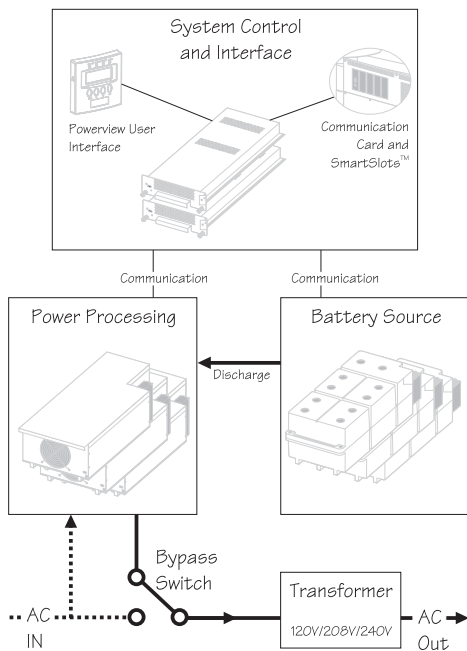 System Control
and Interface
Powerview User
Interface
Communication
Card and
SmartSlots™
Communication
Communication
Power Processing
Battery Source
Discharge
Bypass
Switch
Transformer
120V/208V/240V
AC
IN
AC
Out